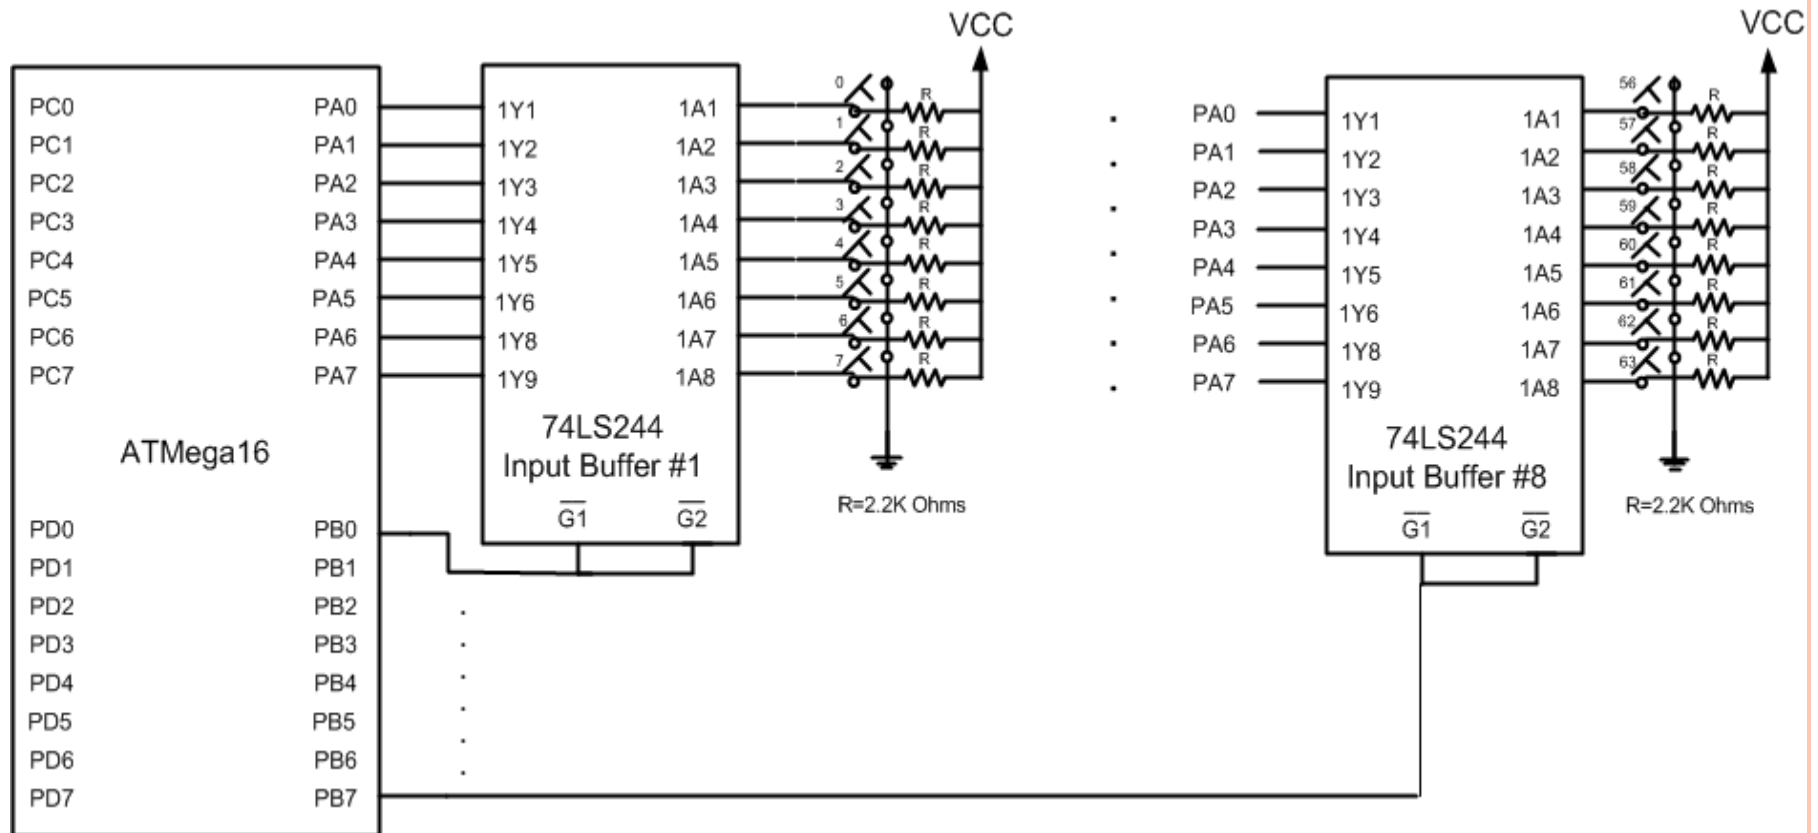 VCC
VCC
PC0 PA0 1Y1 1A1 0 R PA0 1Y1 1A1 56 R
PC1 PA1 1Y2 1A2 1 R PA1 1Y2 1A2 57 R
PC2 PA2 1Y3 1A3 2 R PA2 1Y3 1A3 58 R
PC3 PA3 1Y4 1A4 3 R PA3 1Y4 1A4 59 R
PC4 PA4 1Y5 1A5 4 R PA4 1Y5 1A5 60 R
PC5 PA5 1Y6 1A6 5 R PA5 1Y6 1A6 61 R
PC6 PA6 1Y8 1A7 6 R PA6 1Y8 1A7 62 R
PC7 PA7 1Y9 1A8 7 R PA7 1Y9 1A8 63 R
ATMega16
74LS244
Input Buffer #1
G1 G2
R=2.2K Ohms
74LS244
Input Buffer #8
G1 G2
R=2.2K Ohms
PD0 PB0
PD1 PB1
PD2 PB2
PD3 PB3
PD4 PB4
PD5 PB5
PD6 PB6
PD7 PB7